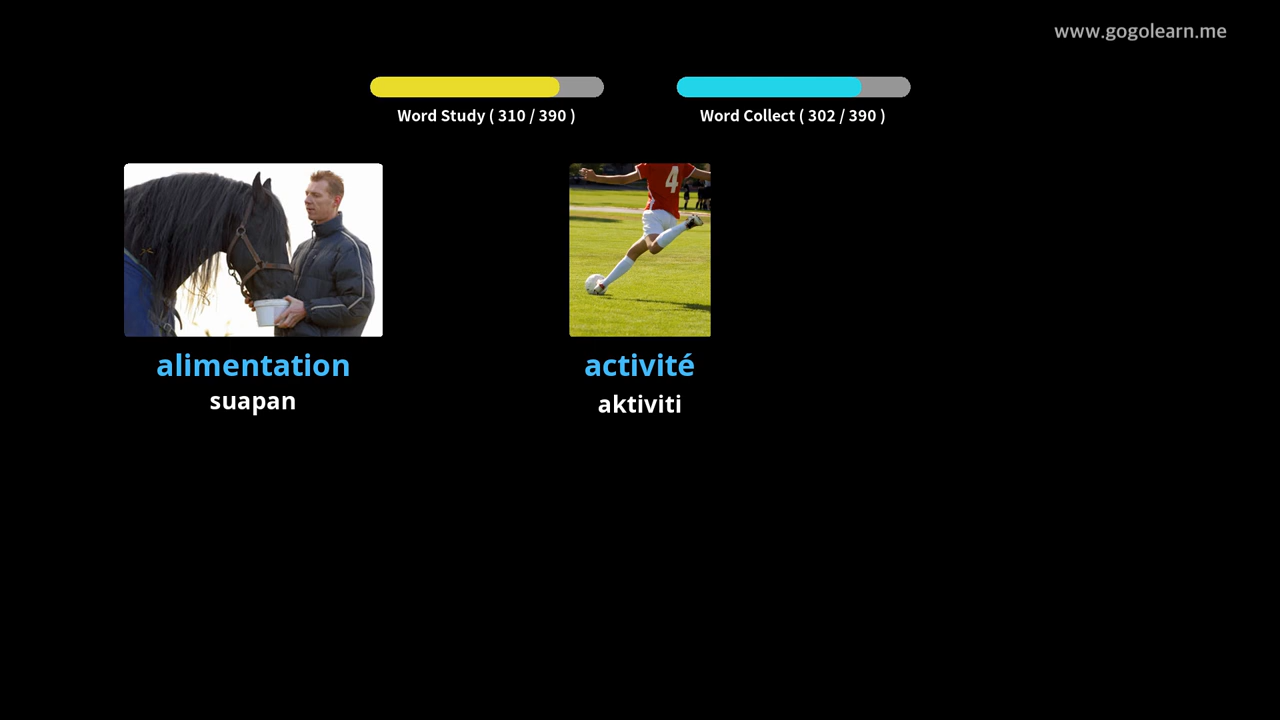 www.gogolearn.me
Word Study ( 310 / 390 )
Word Collect ( 302 / 390 )
4
alimentation
activité
suapan
aktiviti